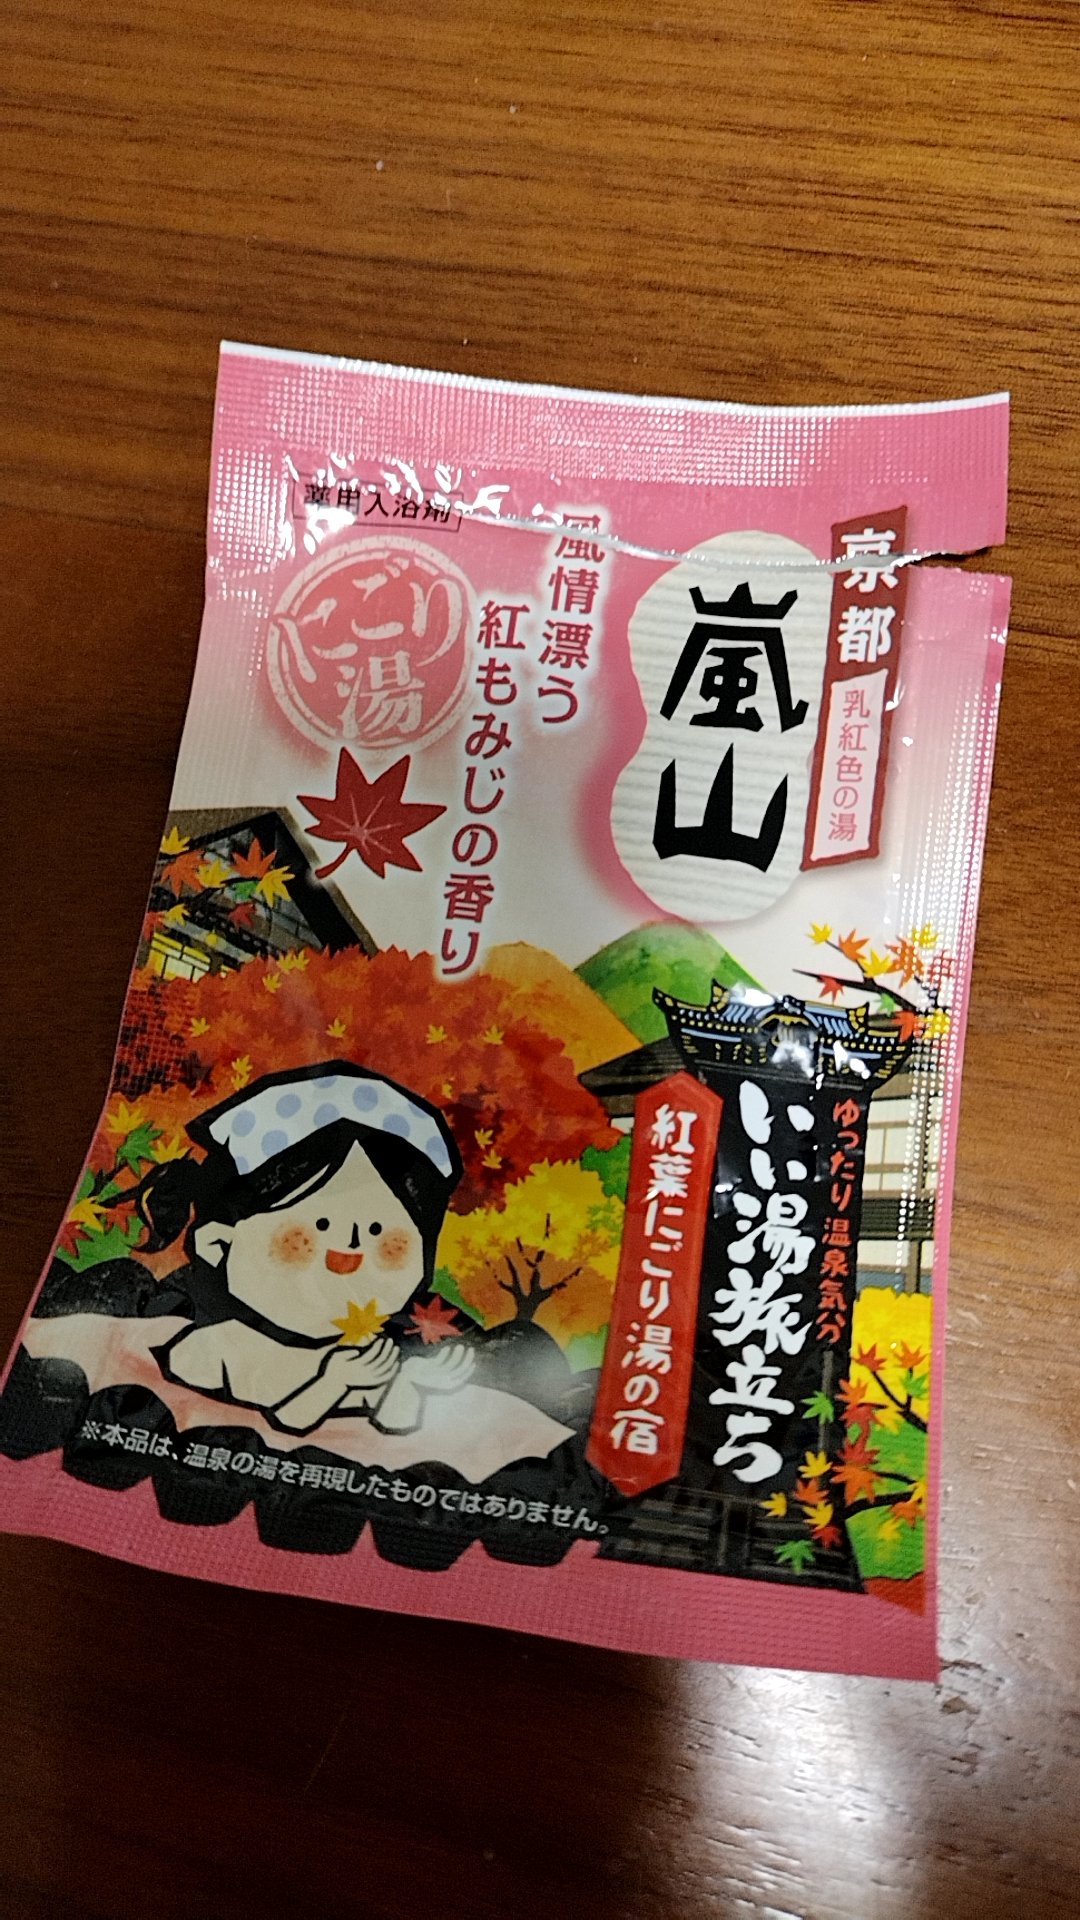 薬用入浴剤
にごり
湯
風情漂う
紅もみじの香り
京都
乳紅色の湯
嵐山
ゆったり温泉気分
いい湯旅立ち
紅葉にごり湯の宿
※本品は、温泉の湯を再現したものではありません。